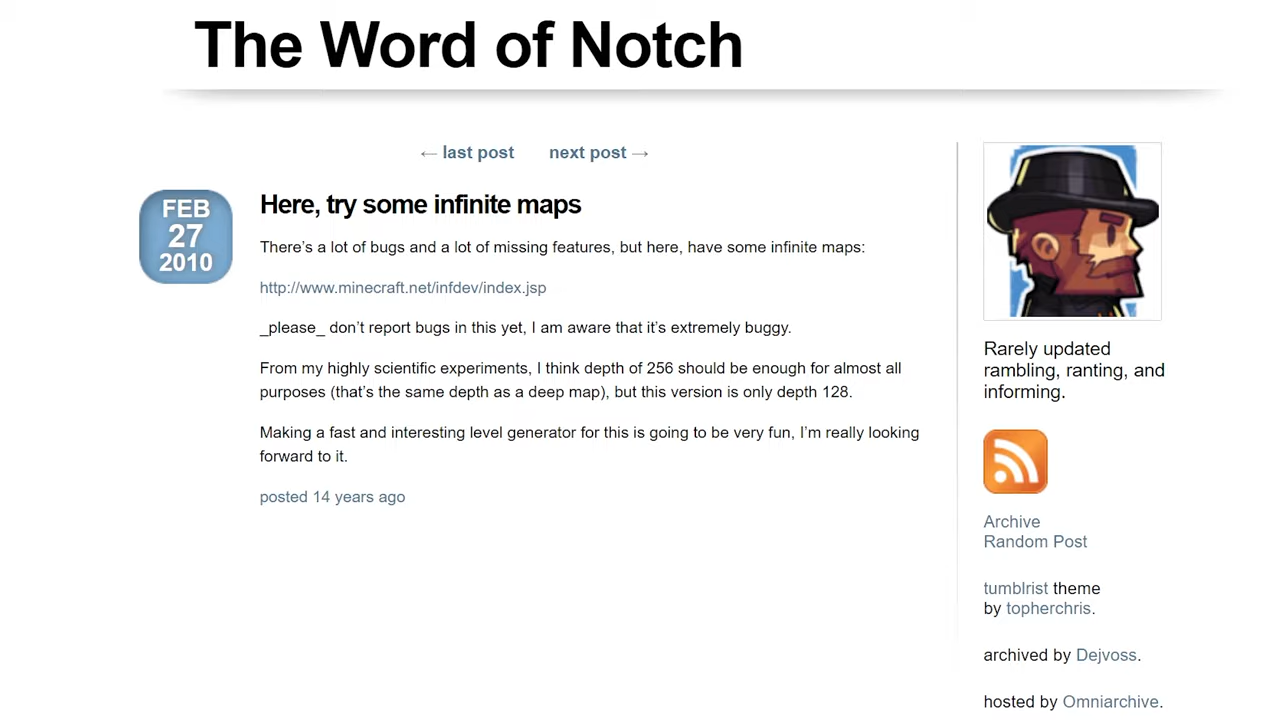 The Word of Notch
← last post
next post →
FEB
27
2010
Here, try some infinite maps
There's a lot of bugs and a lot of missing features, but here, have some infinite maps:
http://www.minecraft.net/infdev/index.jsp
_please_ don't report bugs in this yet, I am aware that it's extremely buggy.
From my highly scientific experiments, I think depth of 256 should be enough for almost all
purposes (that's the same depth as a deep map), but this version is only depth 128.
Making a fast and interesting level generator for this is going to be very fun, I'm really looking
forward to it.
posted 14 years ago
Rarely updated
rambling, ranting, and
informing.
Archive
Random Post
tumblrist theme
by topherchris.
archived by Dejvoss.
hosted by Omniarchive.